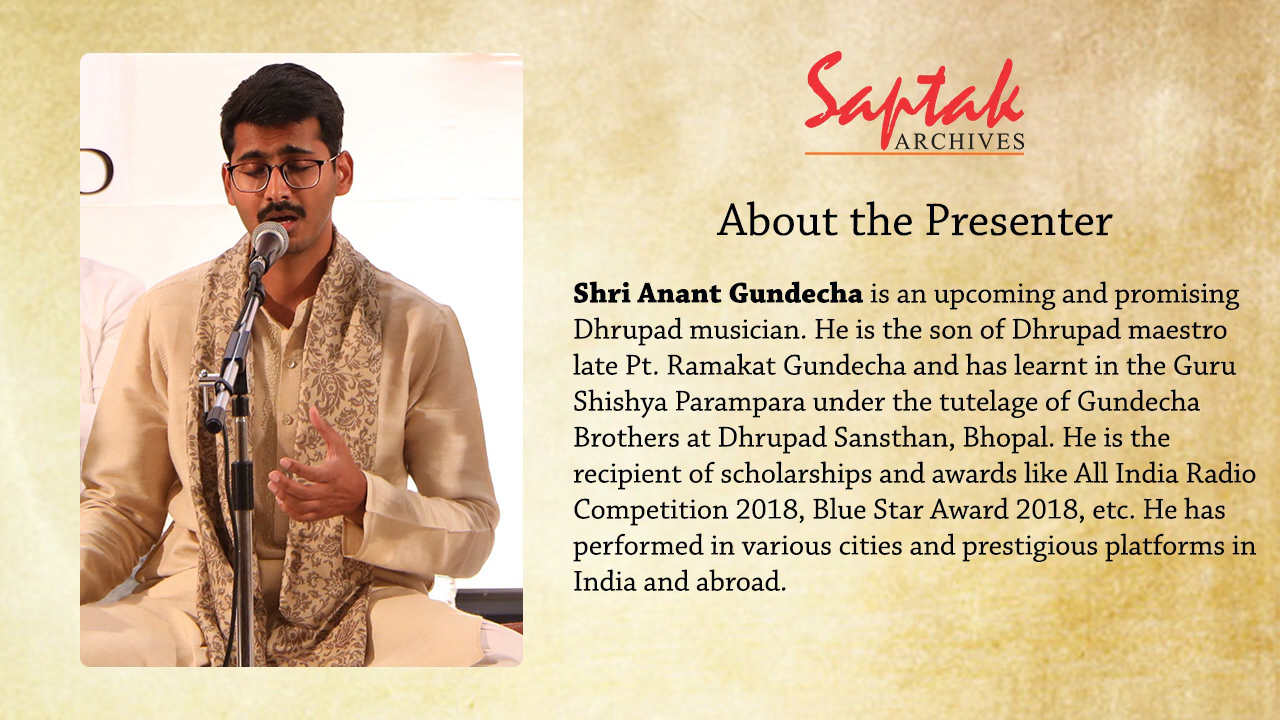 Saptak
ARCHIVES
About the Presenter
Shri Anant Gundecha is an upcoming and promising
Dhrupad musician. He is the son of Dhrupad maestro
late Pt. Ramakat Gundecha and has learnt in the Guru
Shishya Parampara under the tutelage of Gundecha
Brothers at Dhrupad Sansthan, Bhopal. He is the
recipient of scholarships and awards like All India Radio
Competition 2018, Blue Star Award 2018, etc. He has
performed in various cities and prestigious platforms in
India and abroad.